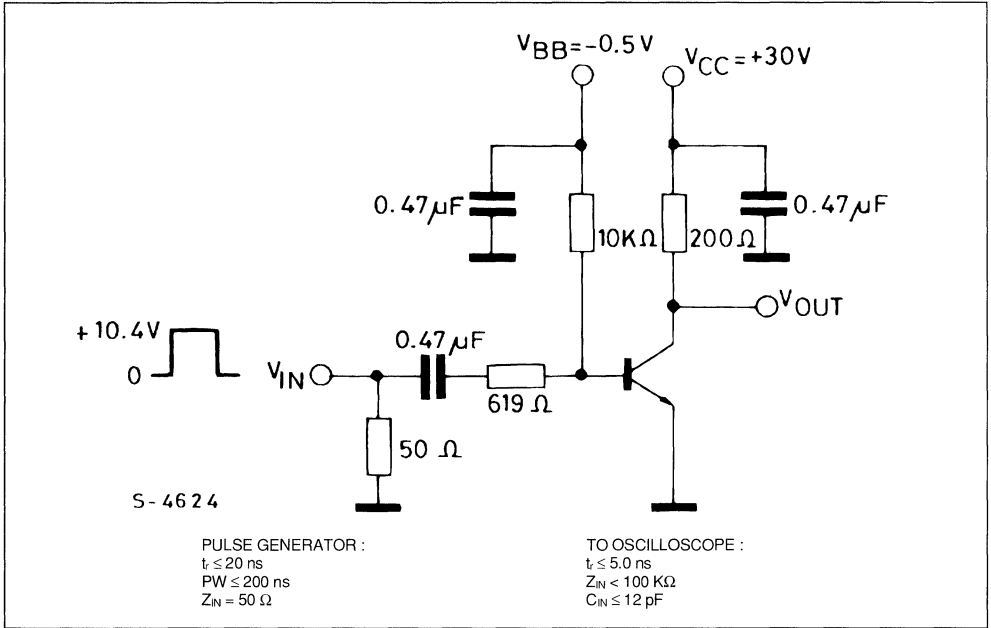 VBB=-0.5V
VCC=+30V
0.47µF
10KΩ
200Ω
0.47µF
VOUT
+10.4V
0
VIN
0.47µF
619 Ω
50 Ω
S-4624
PULSE GENERATOR :
tr ≤ 20 ns
PW ≤ 200 ns
ZIN = 50 Ω
TO OSCILLOSCOPE :
tr ≤ 5.0 ns
ZIN < 100 KΩ
CIN ≤ 12 pF